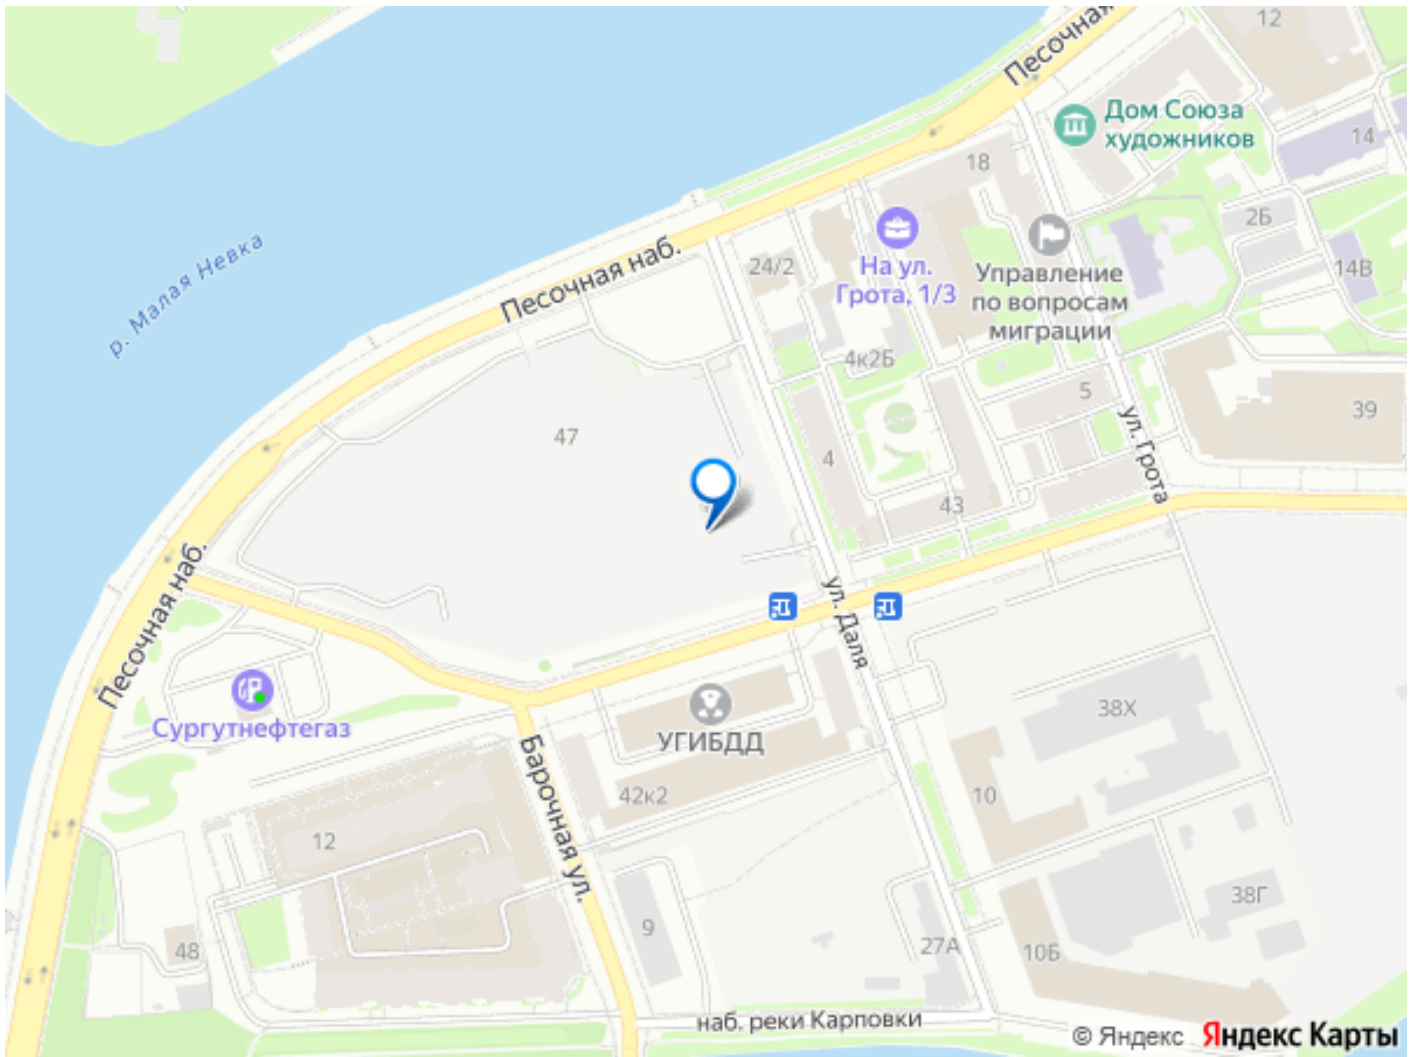 Песочная
12
Дом Союза
художников
14
18
2Б
14В
р. Малая Невка
Песочная наб.
24/2
На ул.
Грота, 1/3
Управление
по вопросам
миграции
4к2Б
5
39
47
4
43
ул. Грота
Песочная наб.
ул. Даля
Сургутнефтегаз
УГИБДД
38Х
Барочная ул.
42к2
10
12
38Г
9
48
27А
10Б
наб. реки Карповки
© Яндекс Яндекс Карты